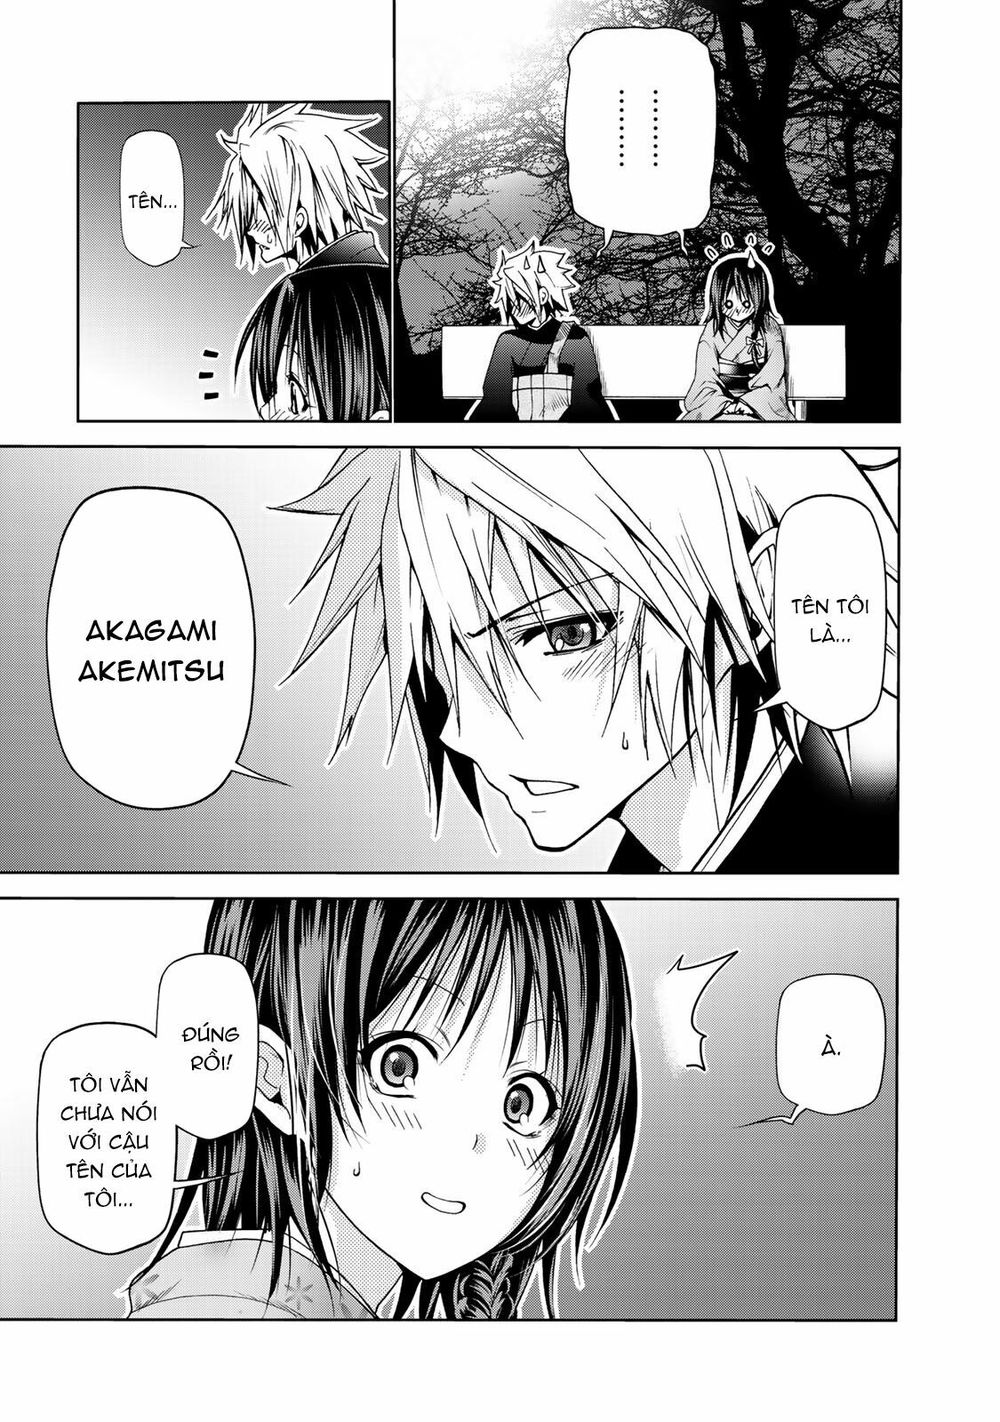 ............
TÊN...
TÊN TÔI
LÀ...
AKAGAMI
AKEMITSU
À.
ĐÚNG
RỒI!
TÔI VẪN
CHƯA NÓI
VỚI CẬU
TÊN CỦA
TÔI...